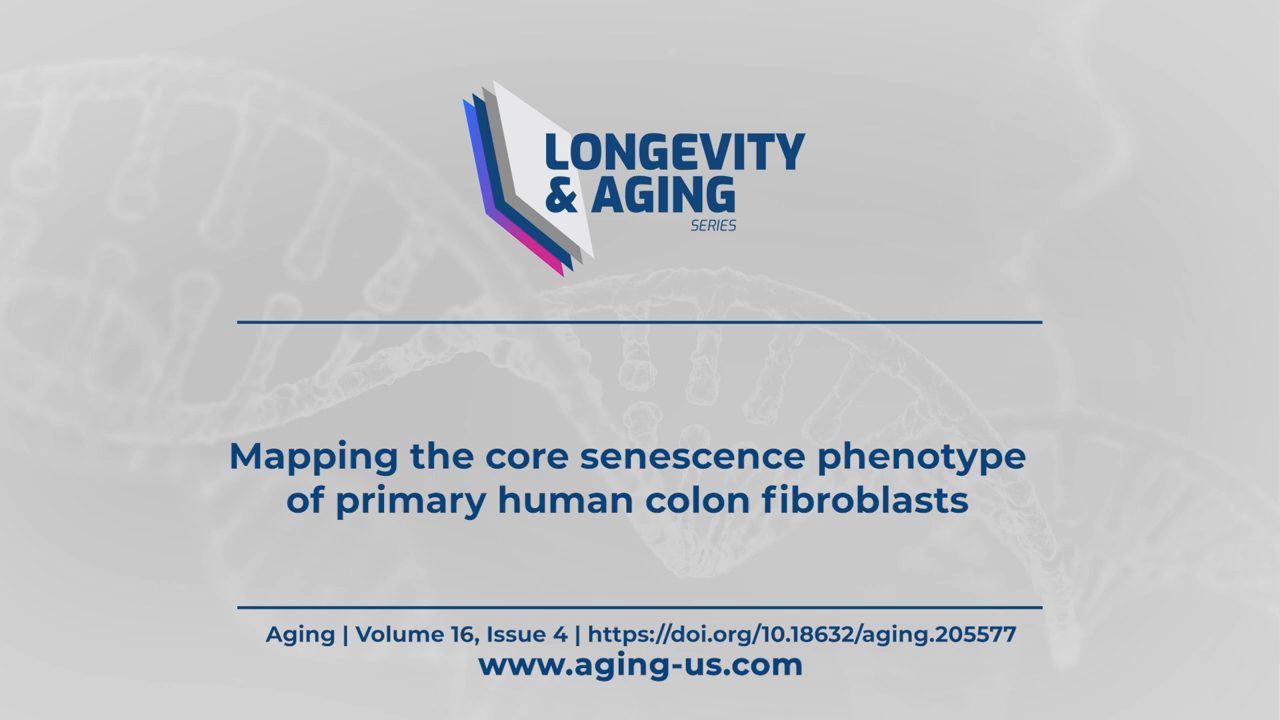 LONGEVITY
& AGING
SERIES
Mapping the core senescence phenotype
of primary human colon fibroblasts
Aging | Volume 16, Issue 4 | https://doi.org/10.18632/aging.205577
www.aging-us.com